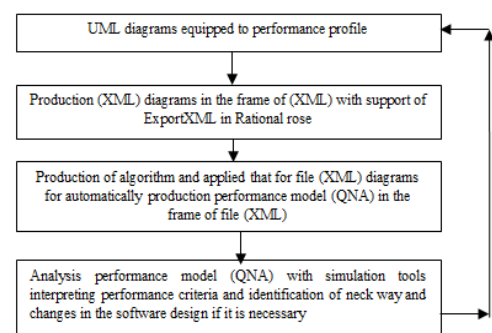 UML diagrams equipped to performance profile
Production (XML) diagrams in the frame of (XML) with support of
ExportXML in Rational rose
Production of algorithm and applied that for file (XML) diagrams
for automatically production performance model (QNA) in the
frame of file (XML)
Analysis performance model (QNA) with simulation tools
interpreting performance criteria and identification of neck way and
changes in the software design if it is necessary